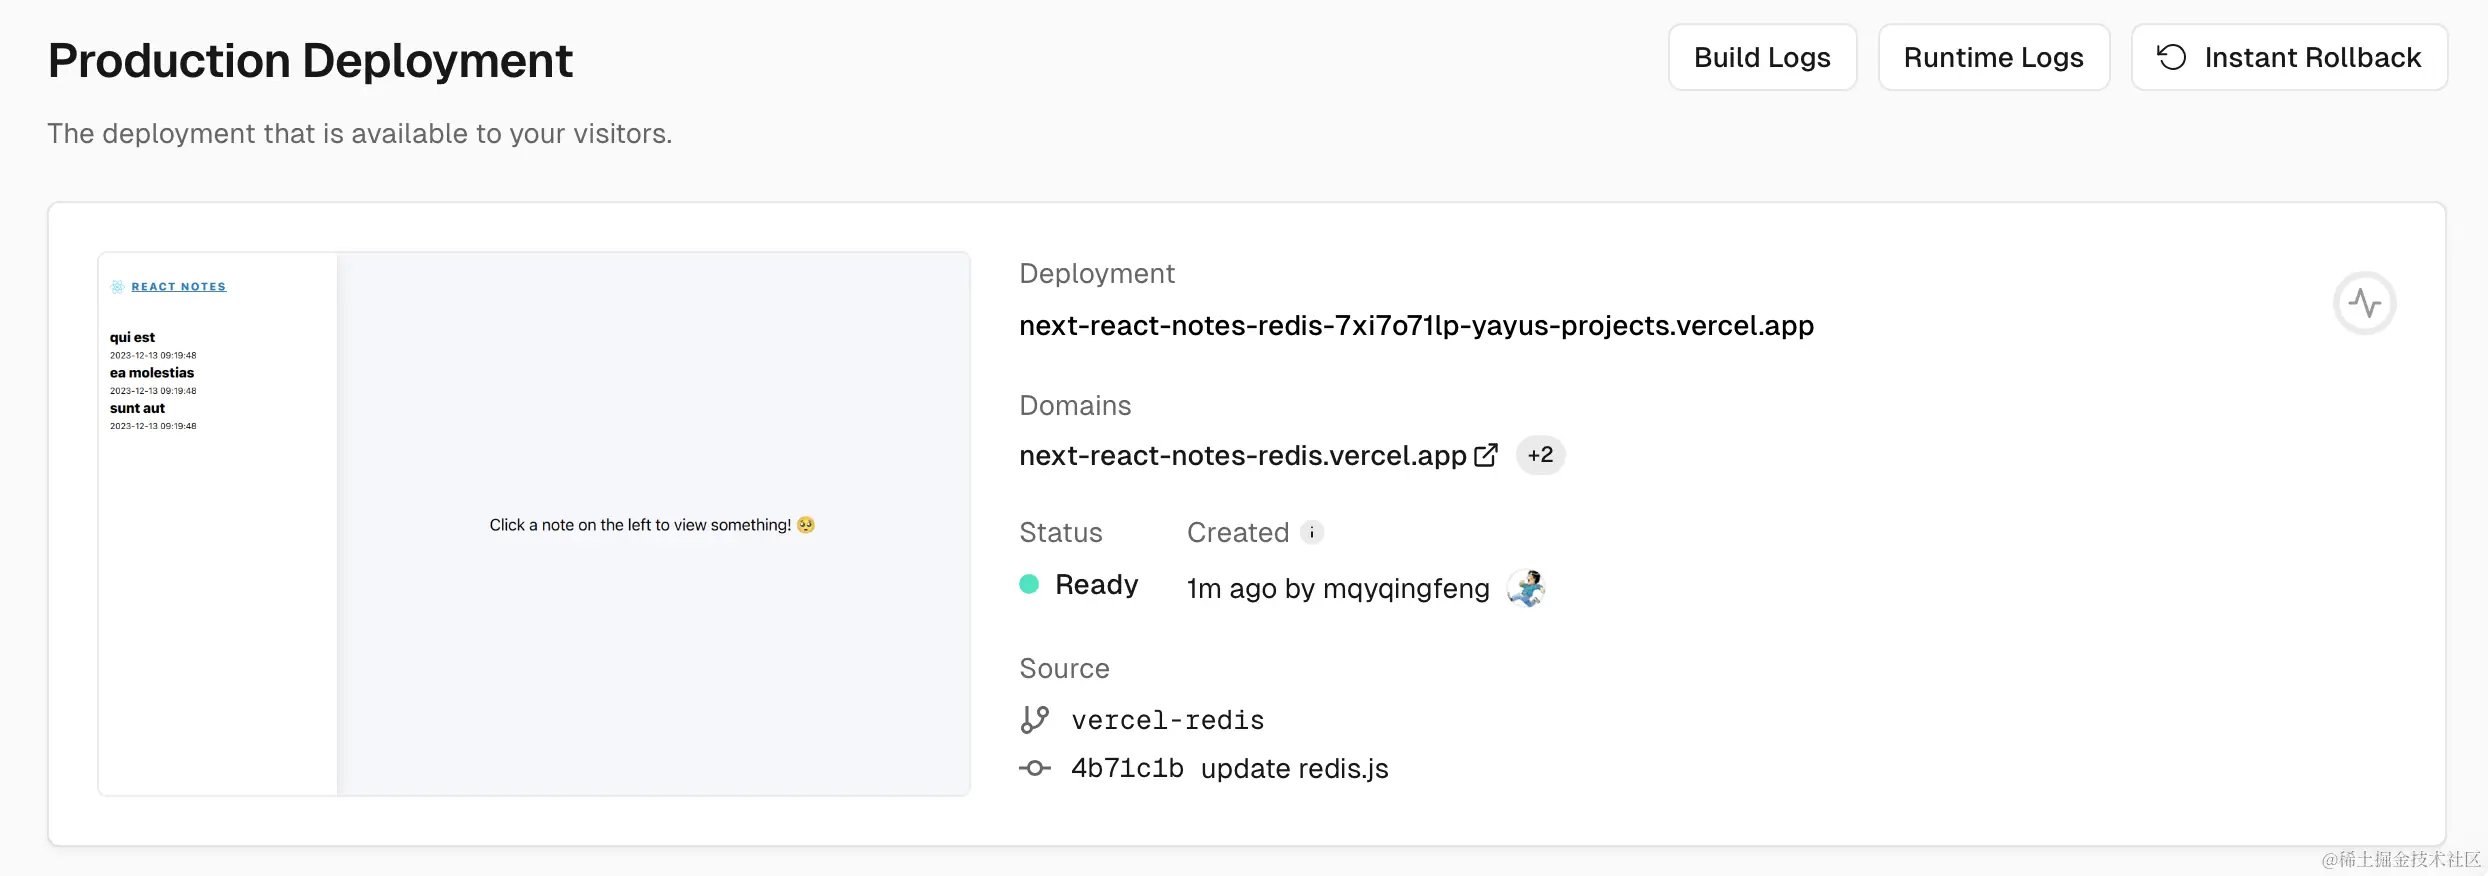 Production Deployment
Build Logs
Runtime Logs
Instant Rollback
The deployment that is available to your visitors.
REACT NOTES
qui est
2023-12-13 09:19:48
ea molestias
2023-12-13 09:19:48
sunt aut
2023-12-13 09:19:48
Click a note on the left to view something! 🥺
Deployment
next-react-notes-redis-7xi7o71lp-yayus-projects.vercel.app
Domains
next-react-notes-redis.vercel.app +2
Status
Created
Ready
1m ago by mqyqingfeng
Source
vercel-redis
4b71c1b update redis.js
@稀土掘金技术社区